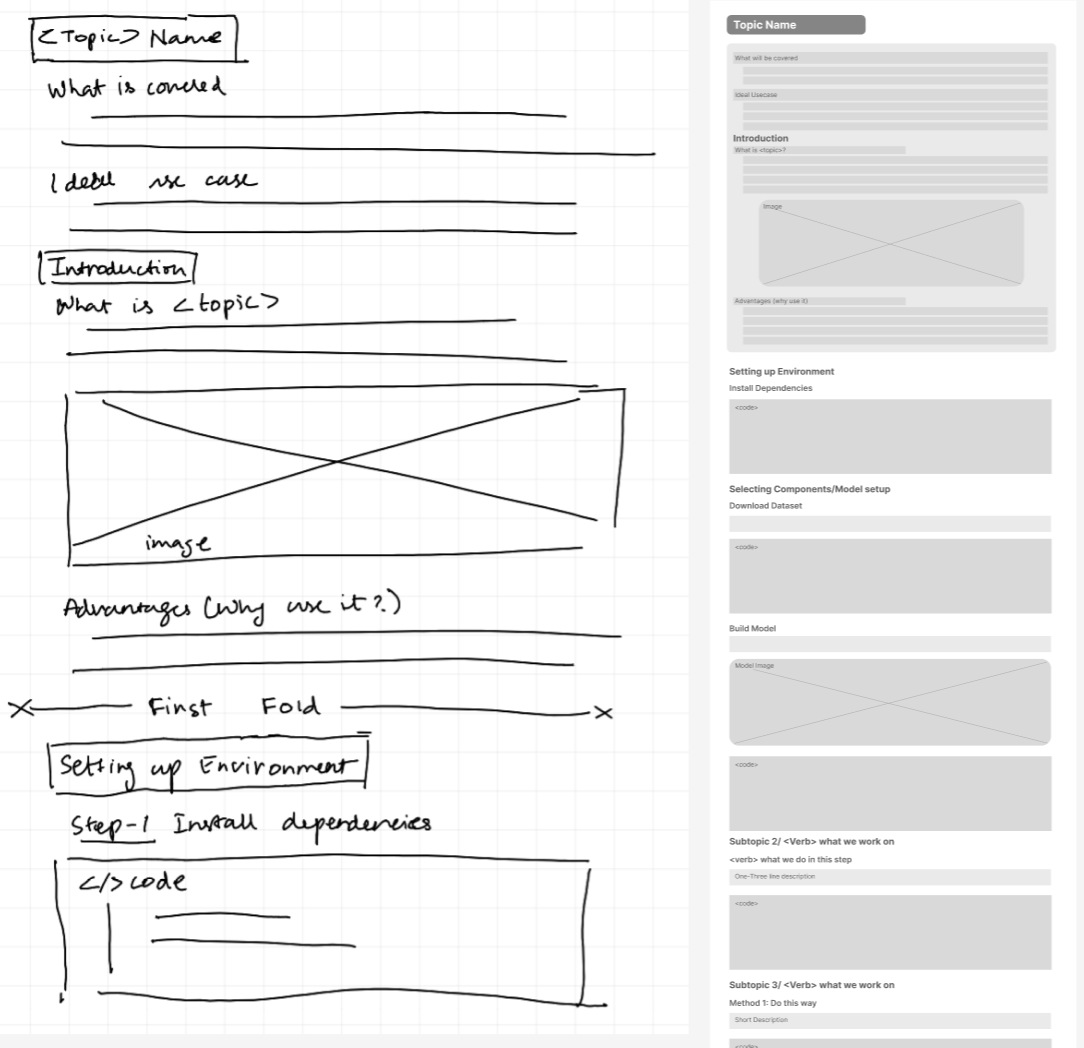 <Topic> Name
What is covered
Ideal use case
Introduction
What is <topic>
image
Advantages (why use it?)
First Fold
Setting up Environment
Step-1 Install dependencies
</> code
Topic Name
What will be covered
Ideal Usecase
Introduction
What is <topic>?
Image
Advantages (why use it)
Setting up Environment
Install Dependencies
<code>
Selecting Components/Model setup
Download Dataset
<code>
Build Model
Model Image
<code>
Subtopic 2/ <Verb> what we work on
<verb> what we do in this step
One-Three line description
<code>
Subtopic 3/ <Verb> what we work on
Method 1: Do this way
Short Description
<code>